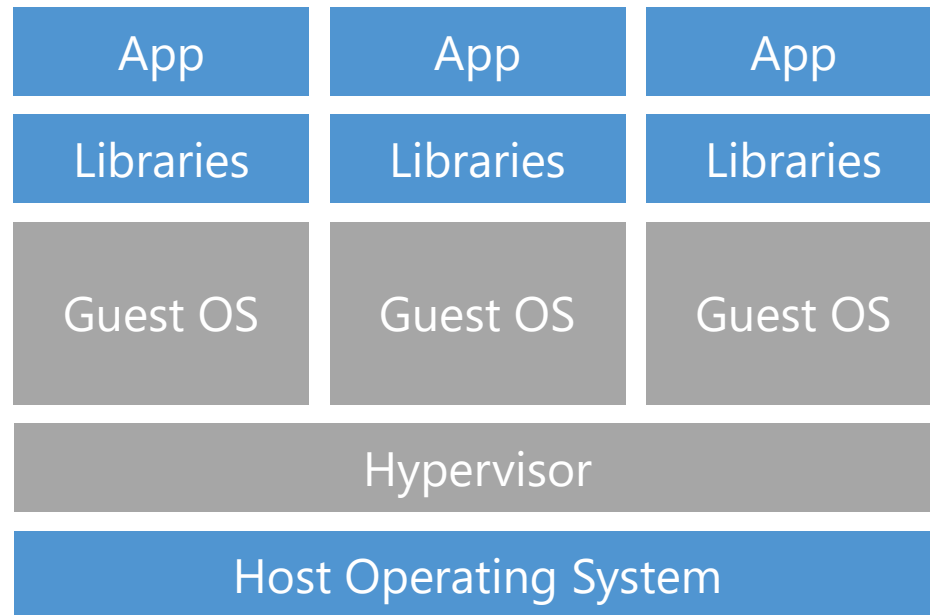 App App App
Libraries Libraries Libraries
Guest OS Guest OS Guest OS
Hypervisor
Host Operating System